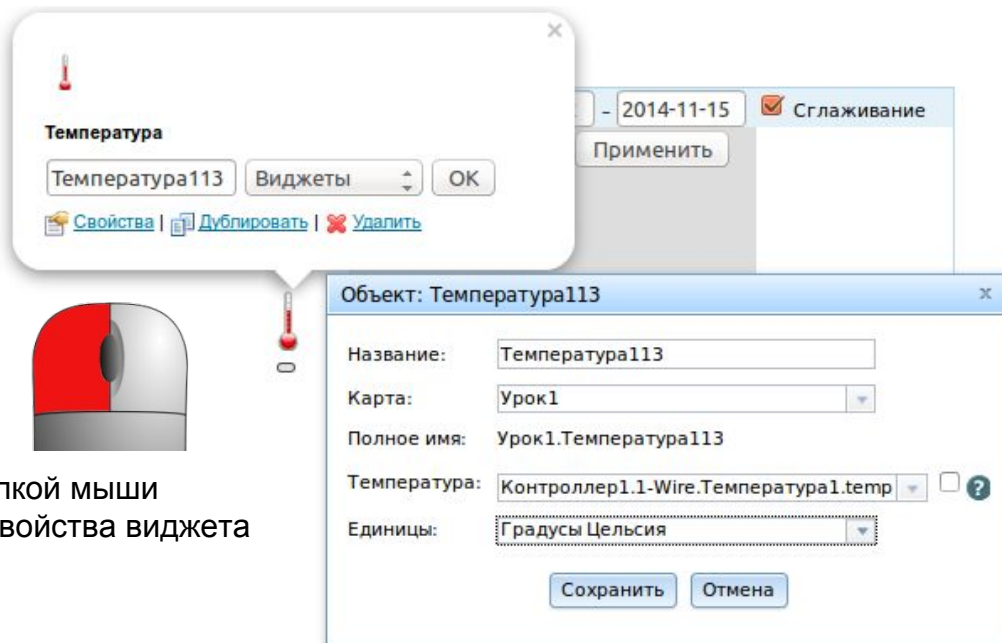 Температура
Температура113 Виджеты OK
Свойства | Дублировать | Удалить
- 2014-11-15 Сглаживание
Применить
Объект: Температура113
Название: Температура113
Карта: Урок1
Полное имя: Урок1.Температура113
Температура: Контроллер1.1-Wire.Температура1.temp
Единицы: Градусы Цельсия
Сохранить Отмена
пкой мыши
войства виджета